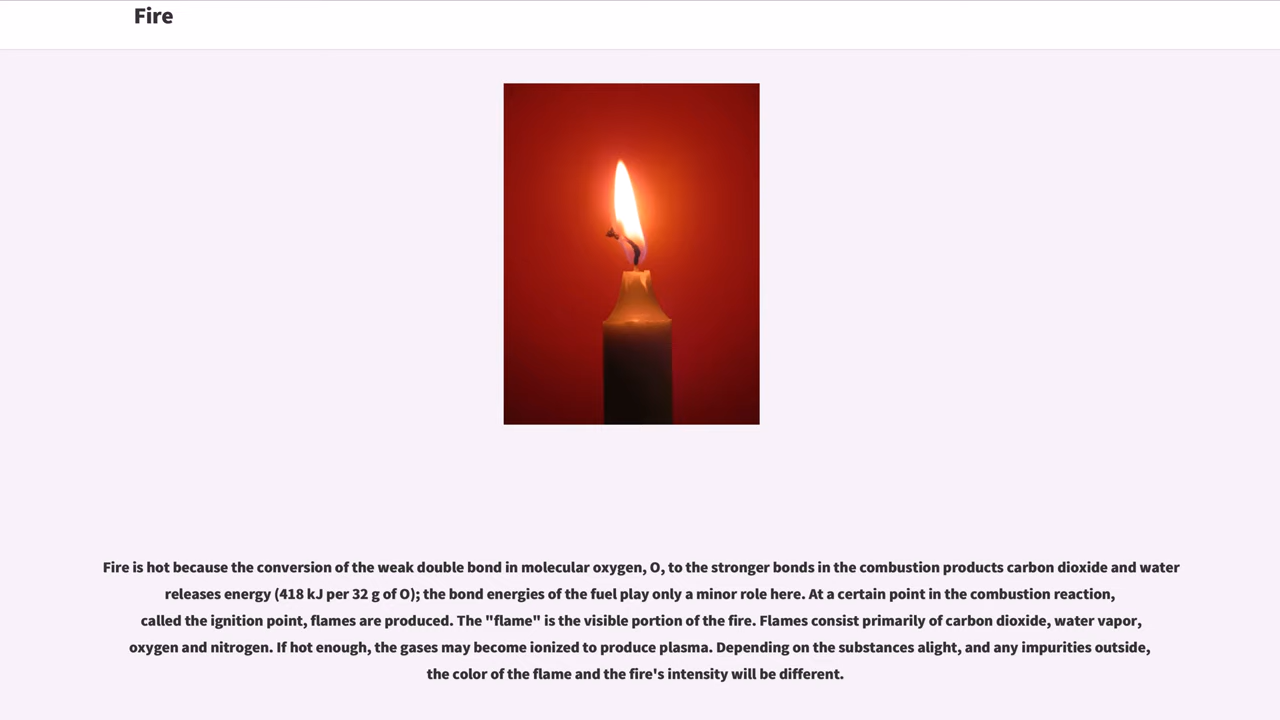 Fire
Fire is hot because the conversion of the weak double bond in molecular oxygen, O, to the stronger bonds in the combustion products carbon dioxide and water
releases energy (418 kJ per 32 g of O); the bond energies of the fuel play only a minor role here. At a certain point in the combustion reaction,
called the ignition point, flames are produced. The "flame" is the visible portion of the fire. Flames consist primarily of carbon dioxide, water vapor,
oxygen and nitrogen. If hot enough, the gases may become ionized to produce plasma. Depending on the substances alight, and any impurities outside,
the color of the flame and the fire's intensity will be different.